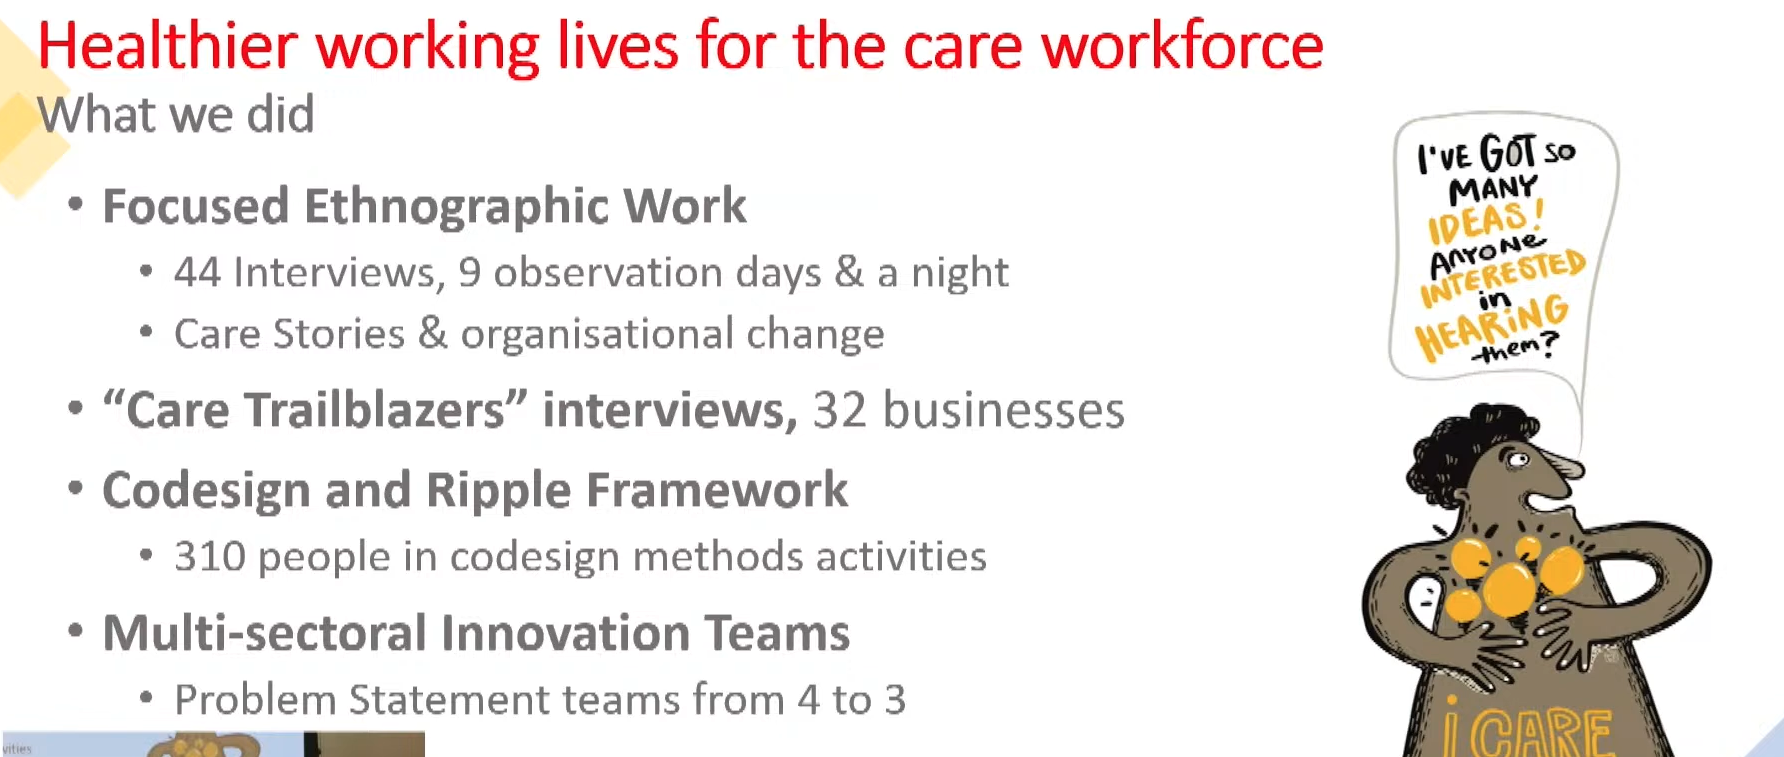 Healthier working lives for the care workforce
What we did
• Focused Ethnographic Work
• 44 Interviews, 9 observation days & a night
• Care Stories & organisational change
• “Care Trailblazers” interviews, 32 businesses
• Codesign and Ripple Framework
• 310 people in codesign methods activities
• Multi-sectoral Innovation Teams
• Problem Statement teams from 4 to 3
I'VE GOT SO
MANY
IDEAS!
ANYONE
INTERESTED
in
HEARiNG
them?
i CARE
vities